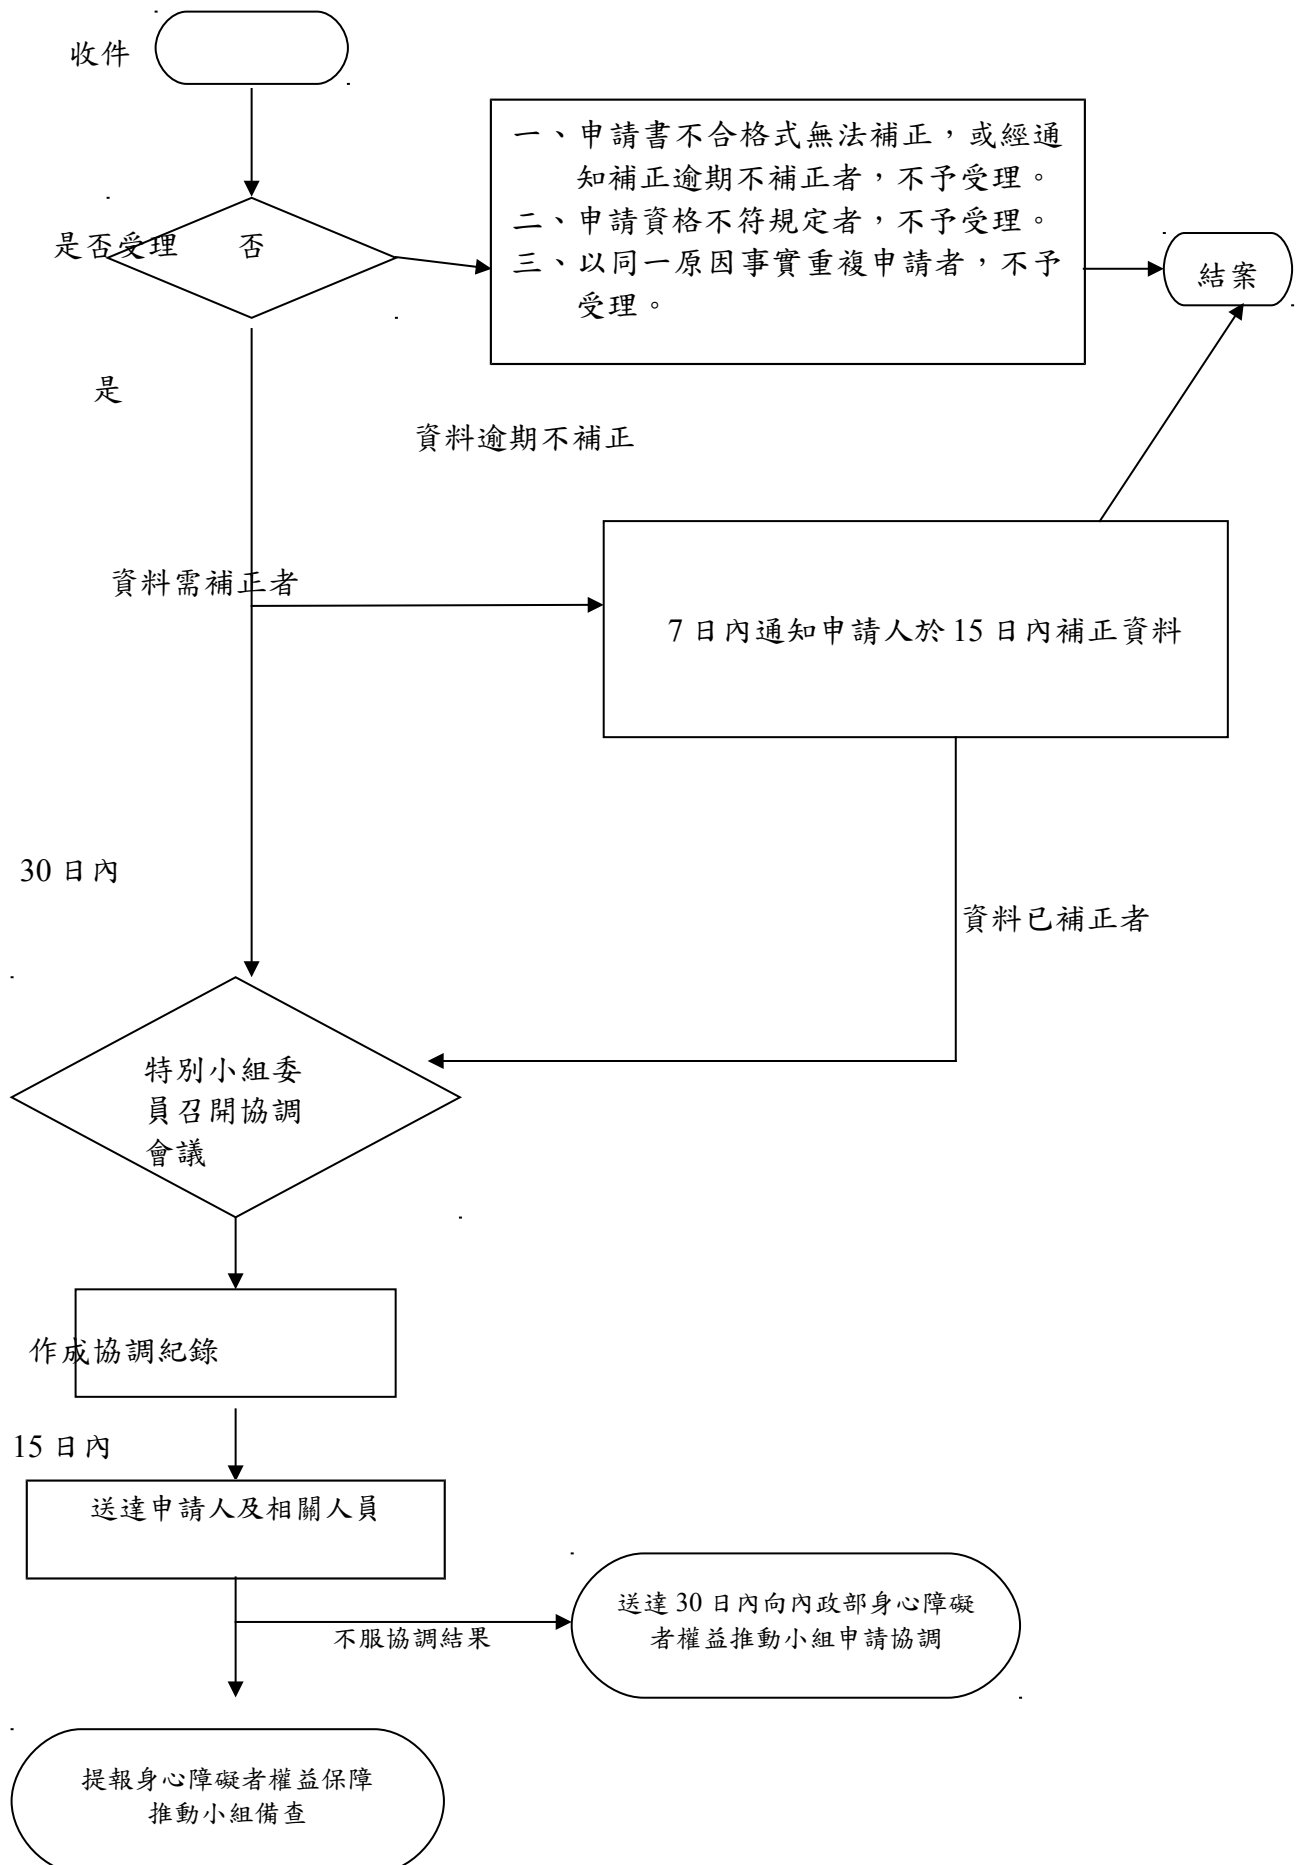 收件
一、申請書不合格式無法補正，或經通
知補正逾期不補正者，不予受理。
二、申請資格不符規定者，不予受理。
三、以同一原因事實重複申請者，不予
受理。
是否受理 否
結案
是
資料逾期不補正
資料需補正者
7 日內通知申請人於 15 日內補正資料
30 日內
資料已補正者
特別小組委
員召開協調
會議
作成協調紀錄
15 日內
送達申請人及相關人員
送達 30 日內向內政部身心障礙
者權益推動小組申請協調
不服協調結果
提報身心障礙者權益保障
推動小組備查